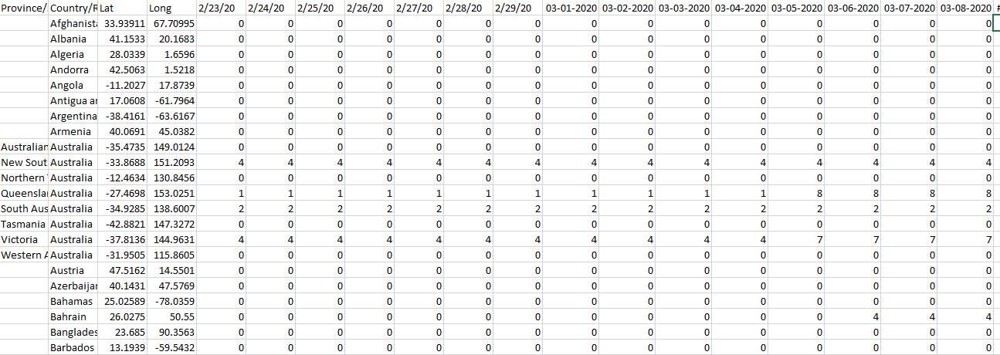 Province/ Country/R Lat Long 2/23/20 2/24/20 2/25/20 2/26/20 2/27/20 2/28/20 2/29/20 03-01-2020 03-02-2020 03-03-2020 03-04-2020 03-05-2020 03-06-2020 03-07-2020 03-08-2020 #
Afghanista 33.93911 67.70995 0 0 0 0 0 0 0 0 0 0 0 0 0 0 0
Albania 41.1533 20.1683 0 0 0 0 0 0 0 0 0 0 0 0 0 0 0
Algeria 28.0339 1.6596 0 0 0 0 0 0 0 0 0 0 0 0 0 0 0
Andorra 42.5063 1.5218 0 0 0 0 0 0 0 0 0 0 0 0 0 0 0
Angola -11.2027 17.8739 0 0 0 0 0 0 0 0 0 0 0 0 0 0 0
Antigua an 17.0608 -61.7964 0 0 0 0 0 0 0 0 0 0 0 0 0 0 0
Argentina -38.4161 -63.6167 0 0 0 0 0 0 0 0 0 0 0 0 0 0 0
Armenia 40.0691 45.0382 0 0 0 0 0 0 0 0 0 0 0 0 0 0 0
Australian Australia -35.4735 149.0124 0 0 0 0 0 0 0 0 0 0 0 0 0 0 0
New Sout Australia -33.8688 151.2093 4 4 4 4 4 4 4 4 4 4 4 4 4 4 4
Northern T Australia -12.4634 130.8456 0 0 0 0 0 0 0 0 0 0 0 0 0 0 0
Queenslan Australia -27.4698 153.0251 1 1 1 1 1 1 1 1 1 1 1 8 8 8 8
South Aus Australia -34.9285 138.6007 2 2 2 2 2 2 2 2 2 2 2 2 2 2 2
Tasmania Australia -42.8821 147.3272 0 0 0 0 0 0 0 0 0 0 0 0 0 0 0
Victoria Australia -37.8136 144.9631 4 4 4 4 4 4 4 4 4 4 4 7 7 7 7
Western A Australia -31.9505 115.8605 0 0 0 0 0 0 0 0 0 0 0 0 0 0 0
Austria 47.5162 14.5501 0 0 0 0 0 0 0 0 0 0 0 0 0 0 0
Azerbaijan 40.1431 47.5769 0 0 0 0 0 0 0 0 0 0 0 0 0 0 0
Bahamas 25.02589 -78.0359 0 0 0 0 0 0 0 0 0 0 0 0 0 0 0
Bahrain 26.0275 50.55 0 0 0 0 0 0 0 0 0 0 0 0 4 4 4
Banglades 23.685 90.3563 0 0 0 0 0 0 0 0 0 0 0 0 0 0 0
Barbados 13.1939 -59.5432 0 0 0 0 0 0 0 0 0 0 0 0 0 0 0